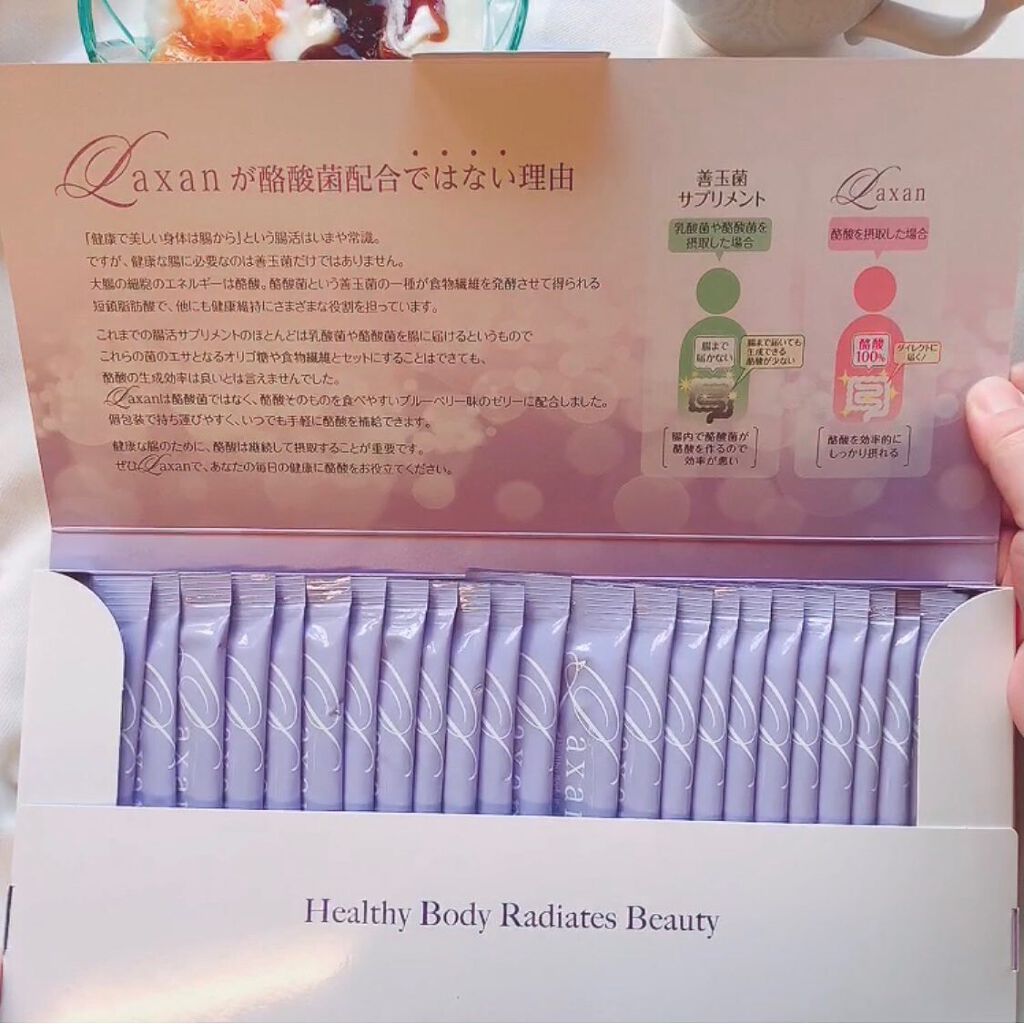 Laxanが酪酸菌配合ではない理由
「健康で美しい身体は腸から」という腸活はいまや常識。
ですが、健康な腸に必要なのは善玉菌だけではありません。
大腸の細胞のエネルギーは酪酸。酪酸菌という善玉菌の一種が食物繊維を発酵させて得られる
短鎖脂肪酸で、他にも健康維持にさまざまな役割を担っています。
これまでの腸活サプリメントのほとんどは乳酸菌や酪酸菌を腸に届けるというもので
これらの菌のエサとなるオリゴ糖や食物繊維とセットにすることはできても、
酪酸の生成効率は良いとは言えませんでした。
Laxanは酪酸菌ではなく、酪酸そのものを食べやすいブルーベリー味のゼリーに配合しました。
個包装で持ち運びやすく、いつでも手軽に酪酸を補給できます。
健康な腸のために、酪酸は継続して摂取することが重要です。
ぜひLaxanで、あなたの毎日の健康に酪酸をお役立てください。
善玉菌
サプリメント
乳酸菌や酪酸菌を
摂取した場合
腸まで
届かない
腸まで届いても
生成できる
酪酸が少ない
腸内で酪酸菌が
酪酸を作るので
効率が悪い
Laxan
酪酸を摂取した場合
酪酸
100%
ダイレクトに
届く!
酪酸を効率的に
しっかり摂れる
Laxan
Healthy Body Radiates Beauty